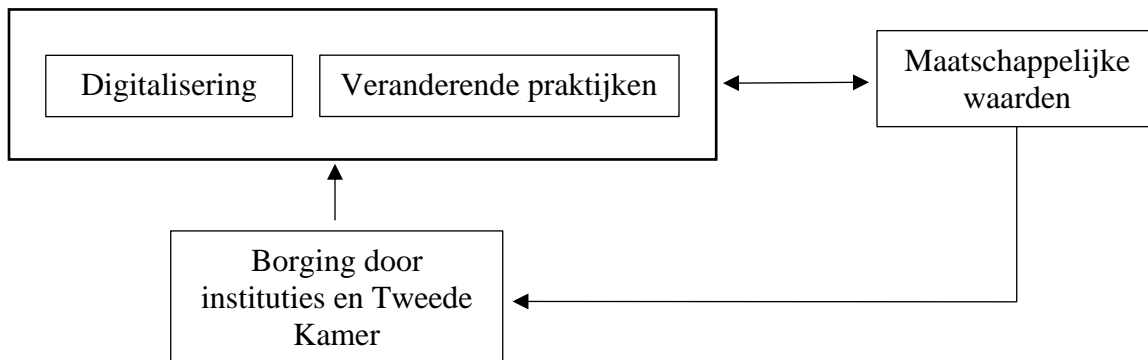 Digitalisering
Veranderende praktijken
Maatschappelijke
waarden
Borging door
instituties en Tweede
Kamer